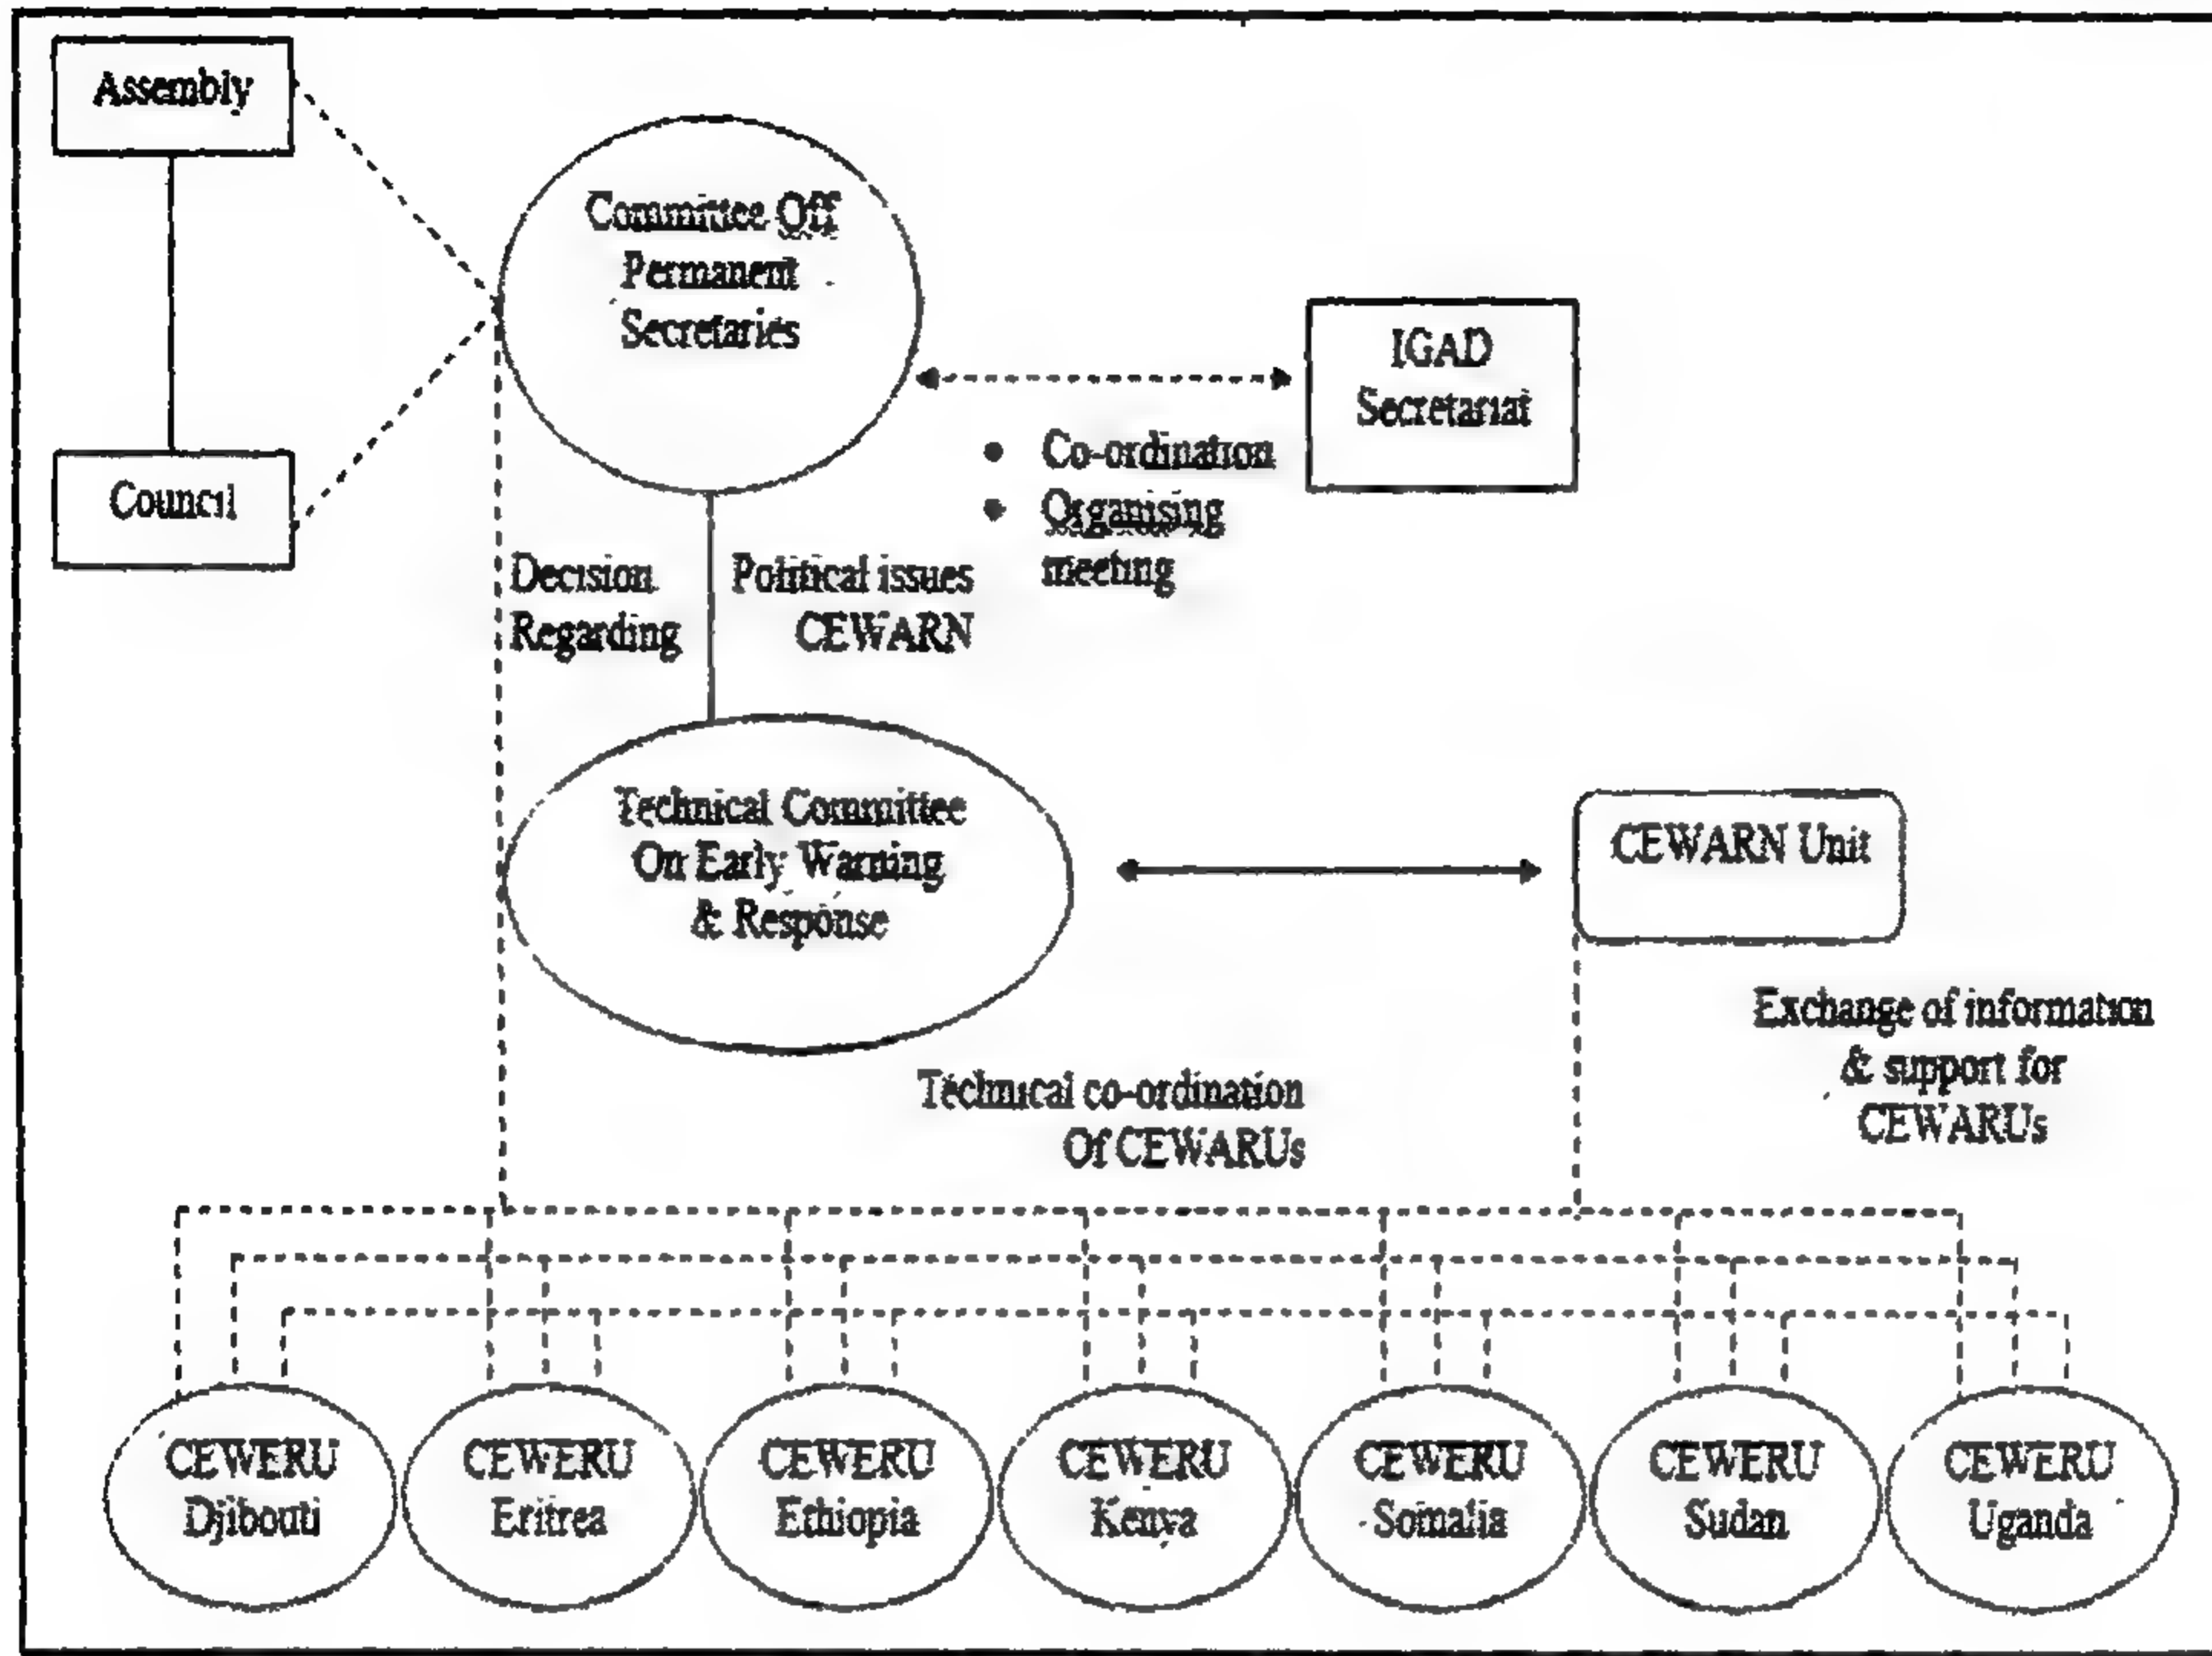 Assembly
Committee Off
Permanent
Secretaries
IGAD
Secretariat
• Co-ordination
• Organising
meeting
Council
Decision
Regarding
Political issues
CEWARN
Technical Committee
On Early Warning
& Response
CEWARN Unit
Exchange of information
& support for
CEWARUs
Technical co-ordination
Of CEWARUs
CEWERU
Djibouti
CEWERU
Eritrea
CEWERU
Ethiopia
CEWERU
Kenya
CEWERU
Somalia
CEWERU
Sudan
CEWERU
Uganda